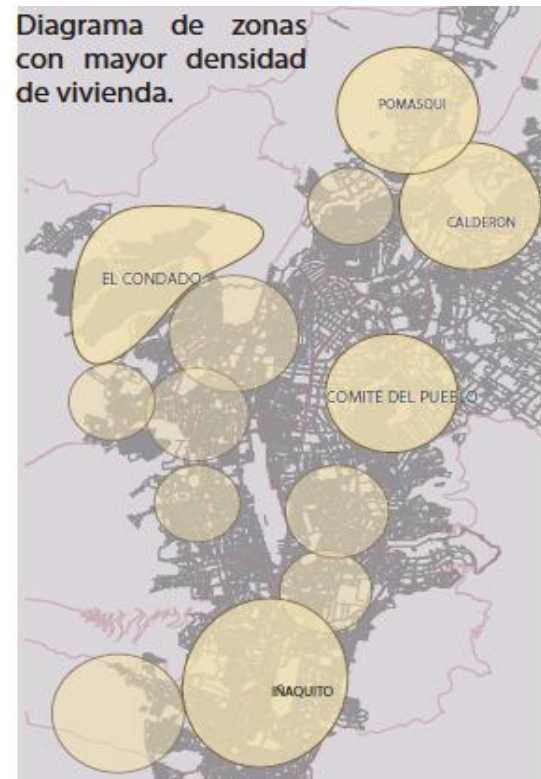 Diagrama de zonas
con mayor densidad
de vivienda.
POMASQUI
CALDERON
EL CONDADO
COMITE DEL PUEBLO
IÑAQUITO